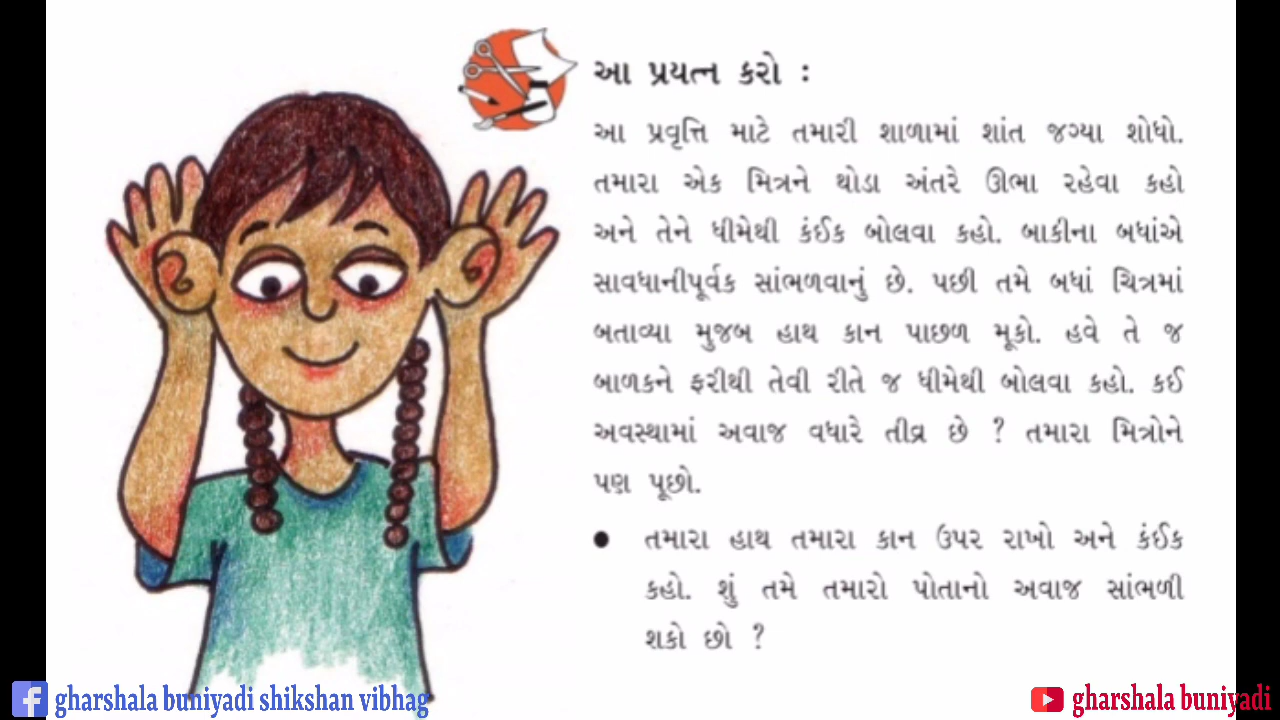 આ પ્રયત્ન કરો :
આ પ્રવૃત્તિ માટે તમારી શાળામાં શાંત જગ્યા શોધો.
તમારા એક મિત્રને થોડા અંતરે ઊભા રહેવા કહો
અને તેને ધીમેથી કંઈક બોલવા કહો. બાકીના બધાંએ
સાવધાનીપૂર્વક સાંભળવાનું છે. પછી તમે બધાં ચિત્રમાં
બતાવ્યા મુજબ હાથ કાન પાછળ મૂકો. હવે તે જ
બાળકને ફરીથી તેવી રીતે જ ધીમેથી બોલવા કહો. કઈ
અવસ્થામાં અવાજ વધારે તીવ્ર છે ? તમારા મિત્રોને
પણ પૂછો.
● તમારા હાથ તમારા કાન ઉપર રાખો અને કંઈક
કહો. શું તમે તમારો પોતાનો અવાજ સાંભળી
શકો છો ?
gharshala buniyadi shikshan vibhag
gharshala buniyadi